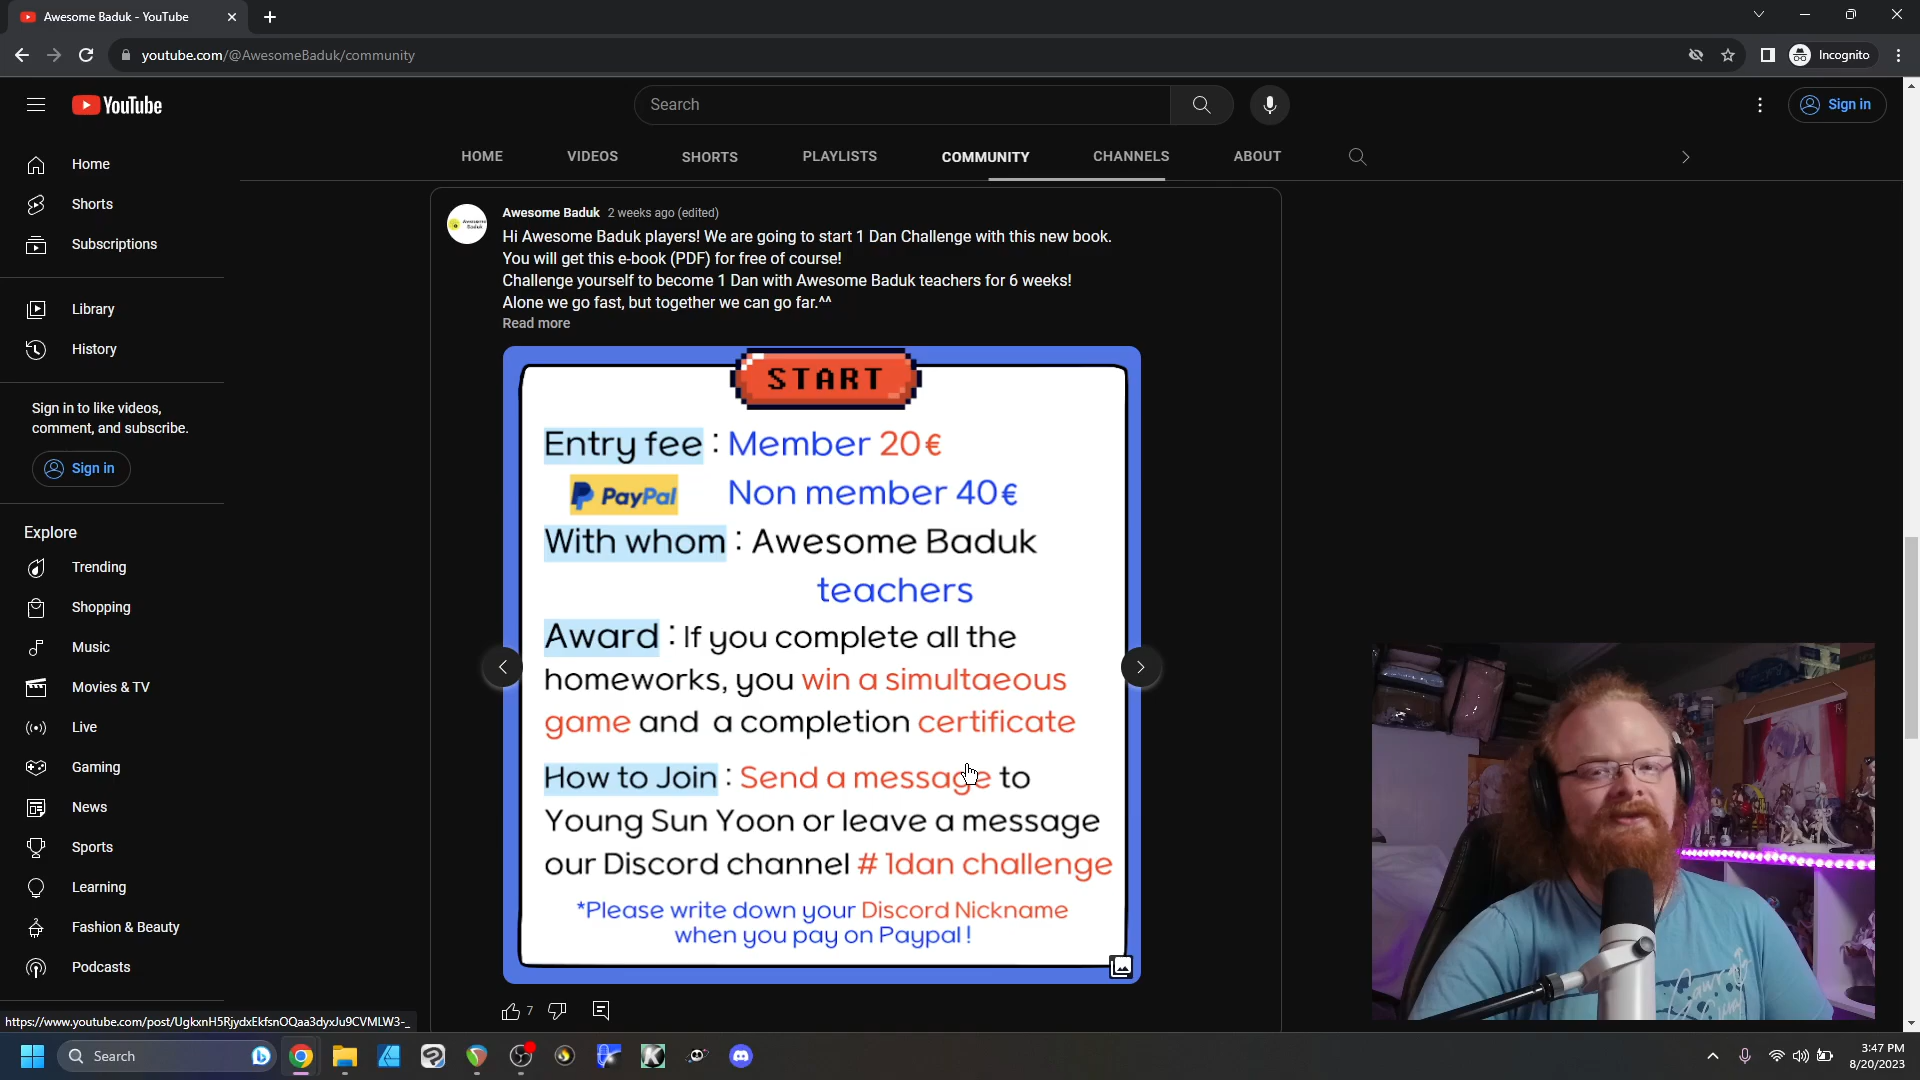 Awesome Baduk - YouTube
youtube.com/@AwesomeBaduk/community
Incognito
YouTube
Search
Sign in
HOME
VIDEOS
SHORTS
PLAYLISTS
COMMUNITY
CHANNELS
ABOUT
Home
Shorts
Subscriptions
Library
History
Sign in to like videos,
comment, and subscribe.
Sign in
Explore
Trending
Shopping
Music
Movies & TV
Live
Gaming
News
Sports
Learning
Fashion & Beauty
Podcasts
Awesome Baduk 2 weeks ago (edited)
Hi Awesome Baduk players! We are going to start 1 Dan Challenge with this new book.
You will get this e-book (PDF) for free of course!
Challenge yourself to become 1 Dan with Awesome Baduk teachers for 6 weeks!
Alone we go fast, but together we can go far.^^
Read more
START
Entry fee : Member 20€
PayPal Non member 40€
With whom : Awesome Baduk
teachers
Award : If you complete all the
homeworks, you win a simultaeous
game and a completion certificate
How to Join : Send a message to
Young Sun Yoon or leave a message
our Discord channel # 1dan challenge
*Please write down your Discord Nickname
when you pay on Paypal !
7
https://www.youtube.com/post/UgkxnH5RjydxEkfsnOQaa3dyxJu9CVMLW3-_
Search
3:47 PM
8/20/2023